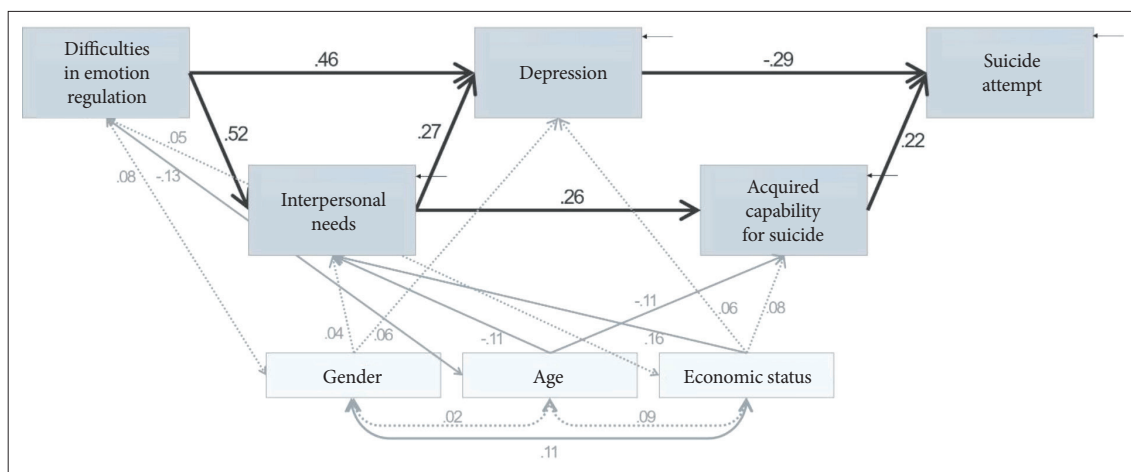 Difficulties
in emotion
regulation
.46
Depression
-.29
Suicide
attempt
.52
.27
.22
.05
.08
-.13
Interpersonal
needs
.26
Acquired
capability
for suicide
-.11
.04
.06
-.11
.16
.06
.08
Gender
Age
Economic status
.02
.09
.11